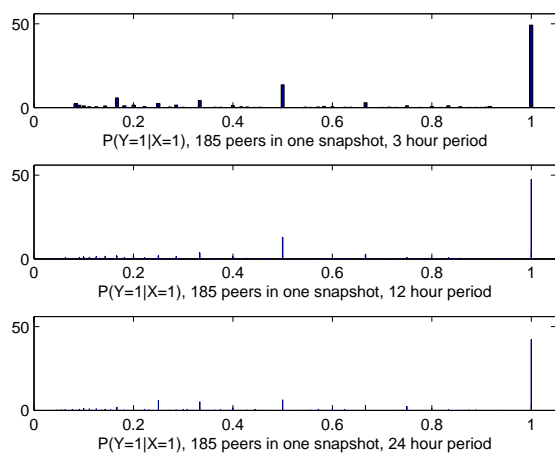 50
0
0 0.2 0.4 0.6 0.8 1
P(Y=1|X=1), 185 peers in one snapshot, 3 hour period
50
0
0 0.2 0.4 0.6 0.8 1
P(Y=1|X=1), 185 peers in one snapshot, 12 hour period
50
0
0 0.2 0.4 0.6 0.8 1
P(Y=1|X=1), 185 peers in one snapshot, 24 hour period